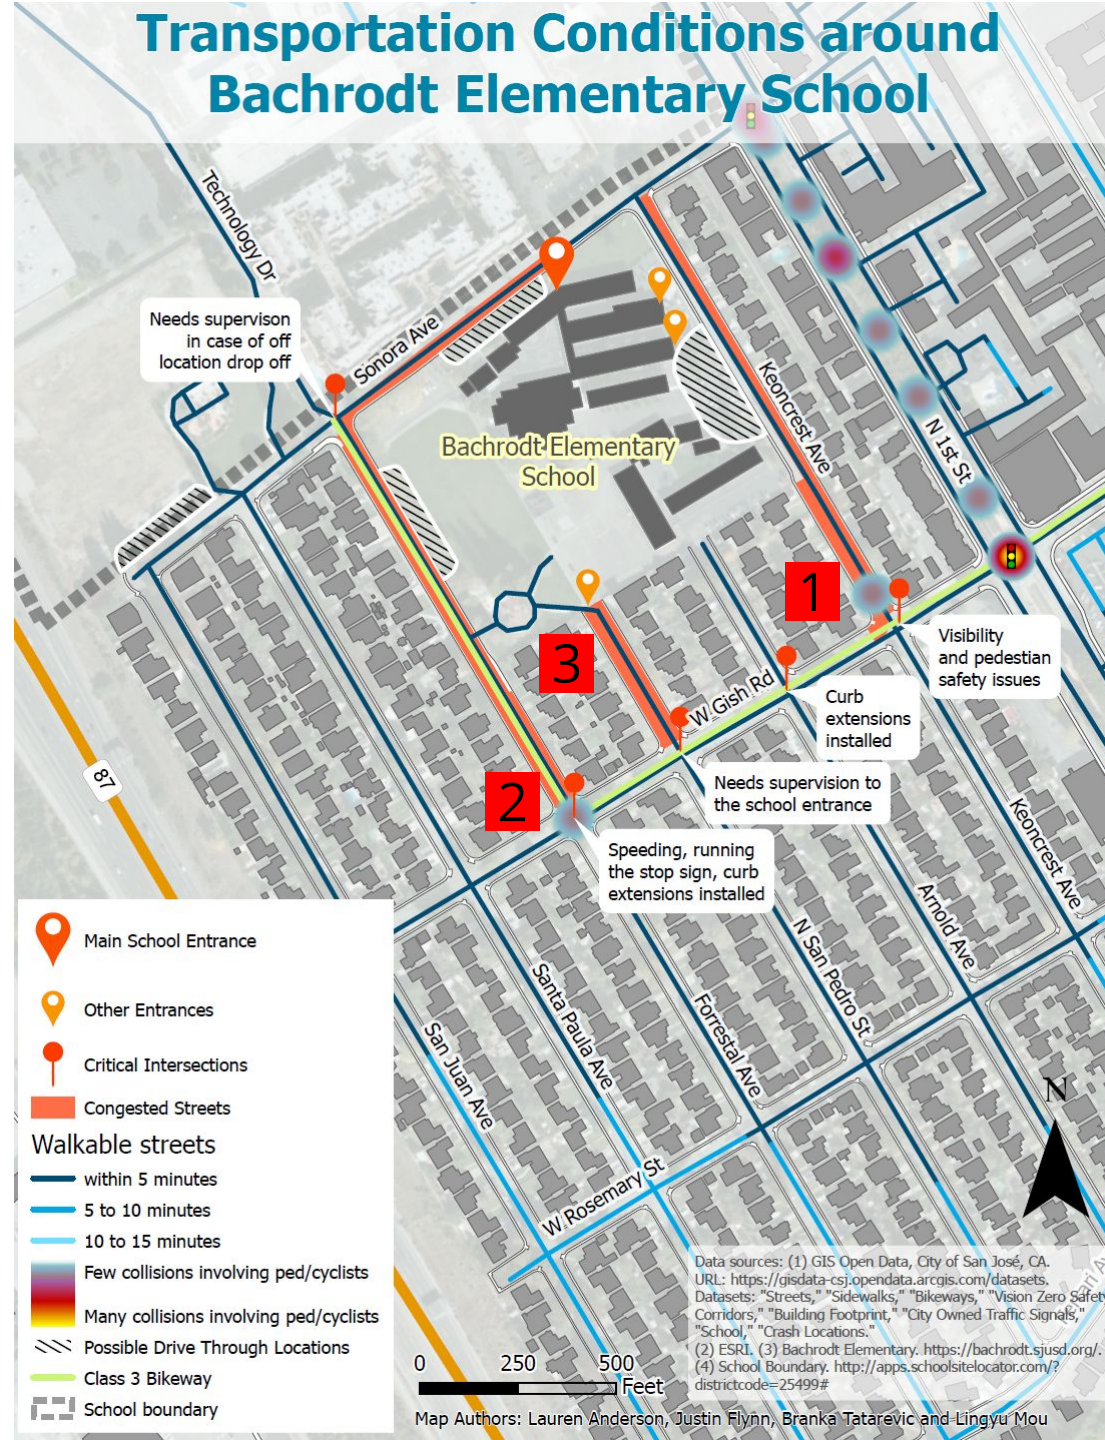 Transportation Conditions around
Bachrodt Elementary School
Technology Dr
Needs supervison
in case of off
location drop off
Sonora Ave
Keoncrest Ave
N 1st St
Bachrodt Elementary
School
1
Visibility
and pedestian
safety issues
3
W Gish Rd
Curb
extensions
installed
87
2
Needs supervision to
the school entrance
Speeding, running
the stop sign, curb
extensions installed
Keoncrest Ave
Arnold Ave
N San Pedro St
Forrestal Ave
Santa Paula Ave
San Juan Ave
W Rosemary St
Main School Entrance
Other Entrances
Critical Intersections
Congested Streets
Walkable streets
within 5 minutes
5 to 10 minutes
10 to 15 minutes
Few collisions involving ped/cyclists
Many collisions involving ped/cyclists
Possible Drive Through Locations
Class 3 Bikeway
School boundary
N
0 250 500
Feet
Data sources: (1) GIS Open Data, City of San José, CA.
URL: https://gisdata-csj.opendata.arcgis.com/datasets.
Datasets: "Streets," "Sidewalks," "Bikeways," "Vision Zero Safety
Corridors," "Building Footprint," "City Owned Traffic Signals,"
"School," "Crash Locations."
(2) ESRI. (3) Bachrodt Elementary. https://bachrodt.sjusd.org/.
(4) School Boundary. http://apps.schoolsitelocator.com/?
districtcode=25499#
Map Authors: Lauren Anderson, Justin Flynn, Branka Tatarevic and Lingyu Mou